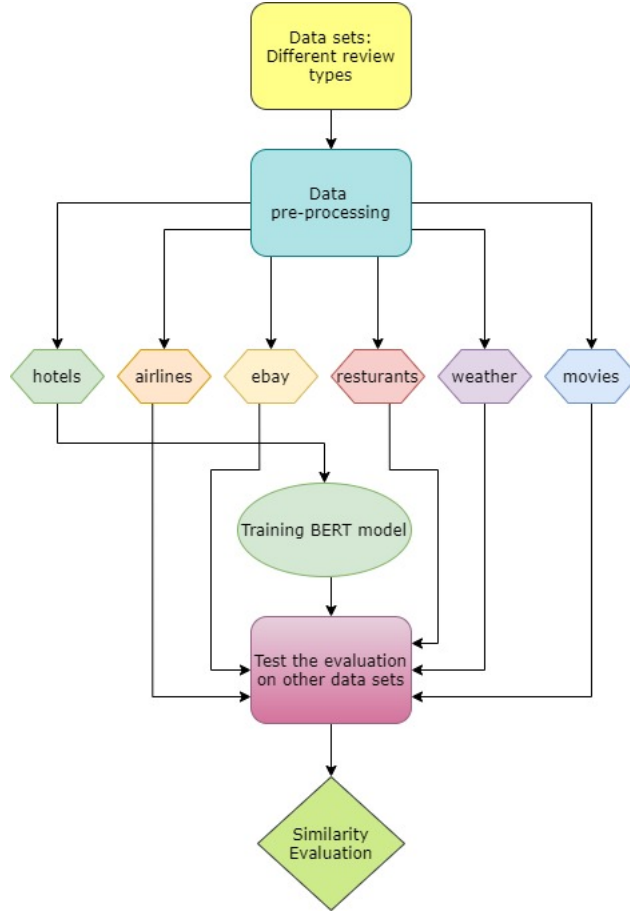 Data sets:
Different review
types
Data
pre-processing
hotels
airlines
ebay
resturants
weather
movies
Training BERT model
Test the evaluation
on other data sets
Similarity
Evaluation